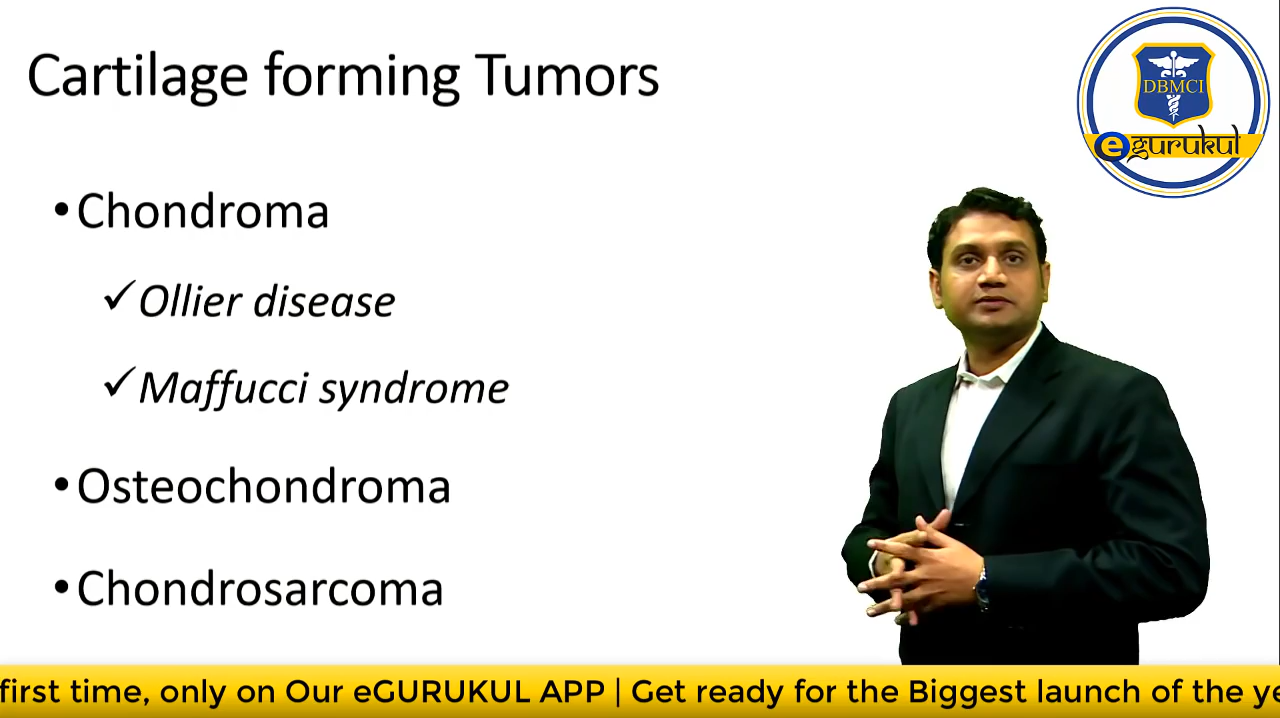 Cartilage forming Tumors
DBMCI
egurukul
•Chondroma
✓Ollier disease
✓Maffucci syndrome
•Osteochondroma
•Chondrosarcoma
first time, only on Our eGURUKUL APP | Get ready for the Biggest launch of the ye